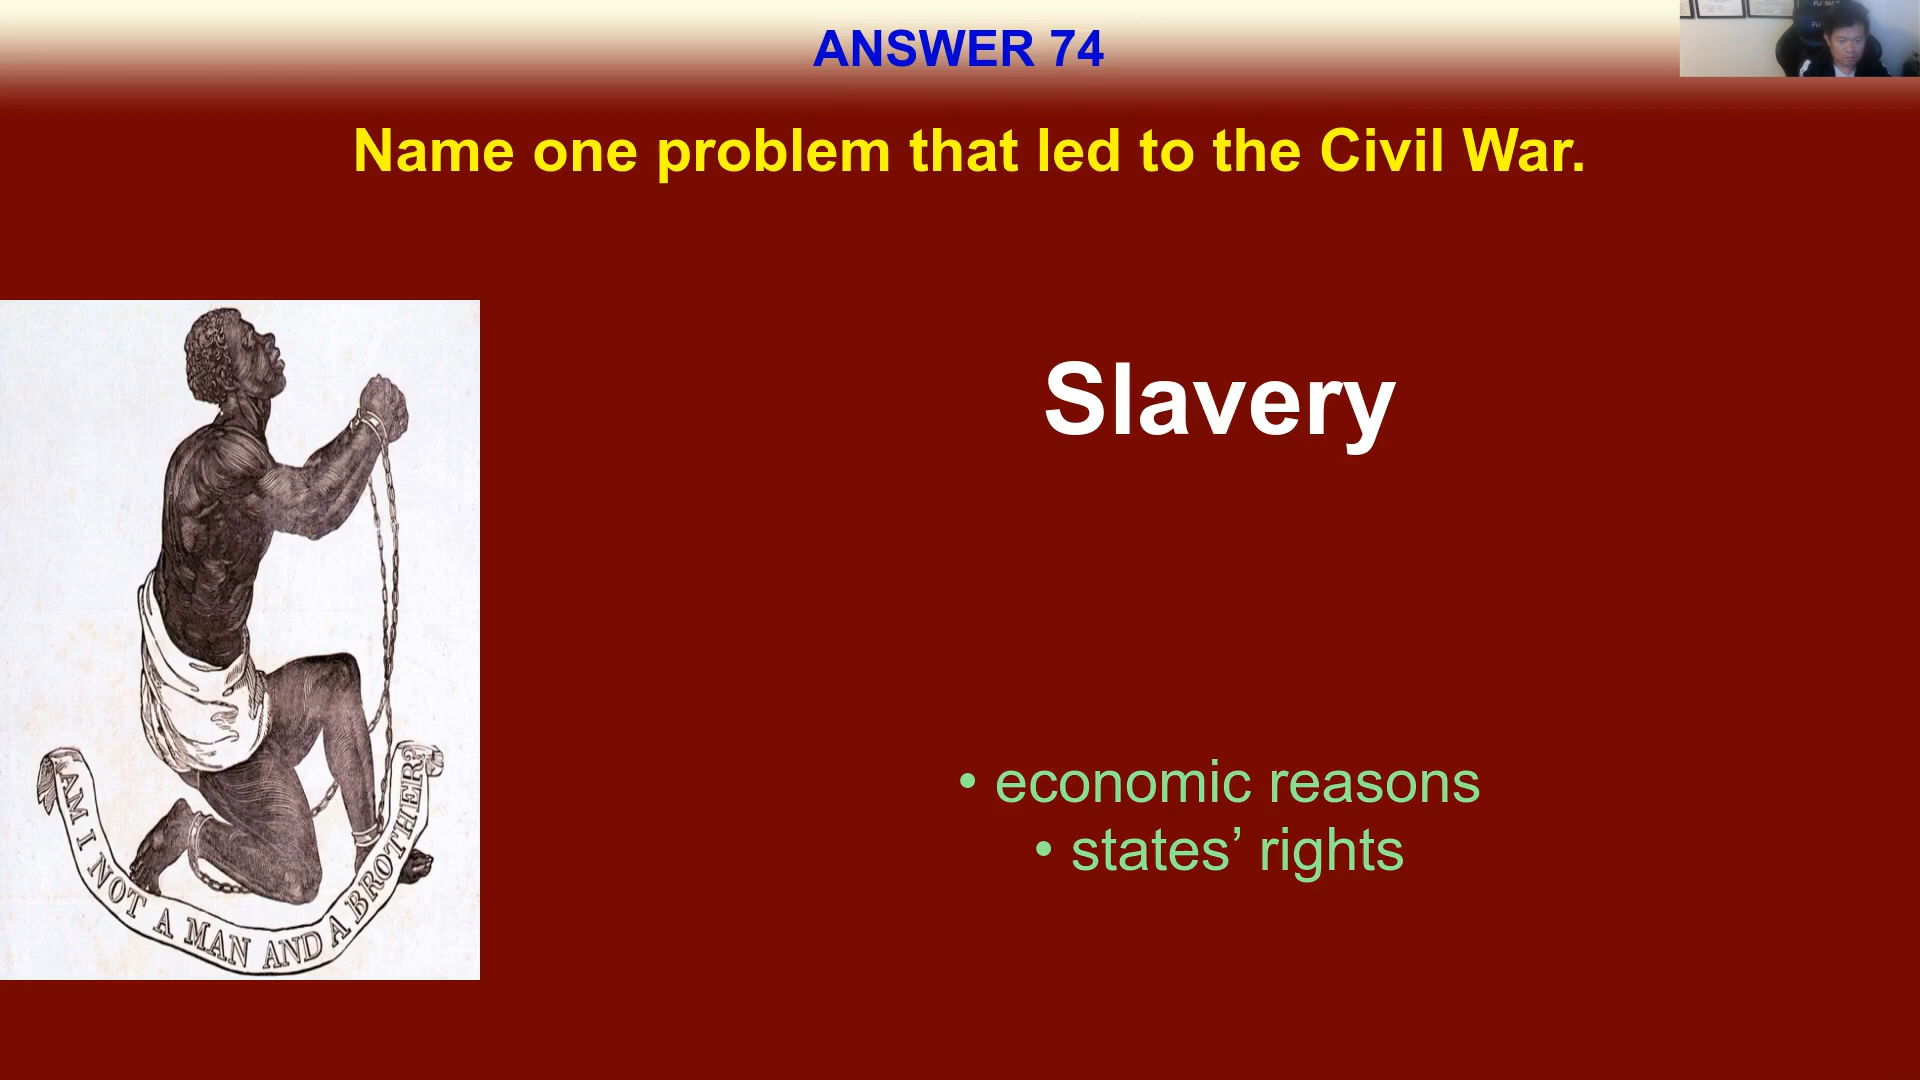 ANSWER 74
Name one problem that led to the Civil War.
Slavery
• economic reasons
• states’ rights
AM I NOT A MAN AND A BROTHER?